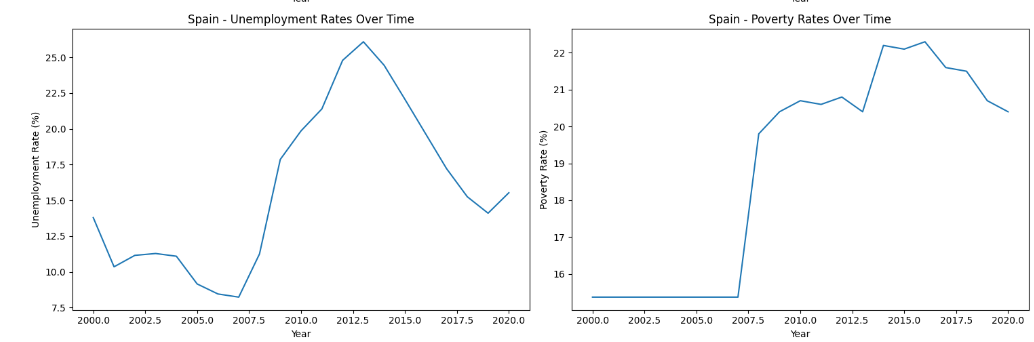 Year
Year
Spain - Unemployment Rates Over Time
25.0
22.5
20.0
17.5
15.0
12.5
10.0
7.5
Unemployment Rate (%)
2000.0 2002.5 2005.0 2007.5 2010.0 2012.5 2015.0 2017.5 2020.0
Year
Spain - Poverty Rates Over Time
22
21
20
19
18
17
16
Poverty Rate (%)
2000.0 2002.5 2005.0 2007.5 2010.0 2012.5 2015.0 2017.5 2020.0
Year